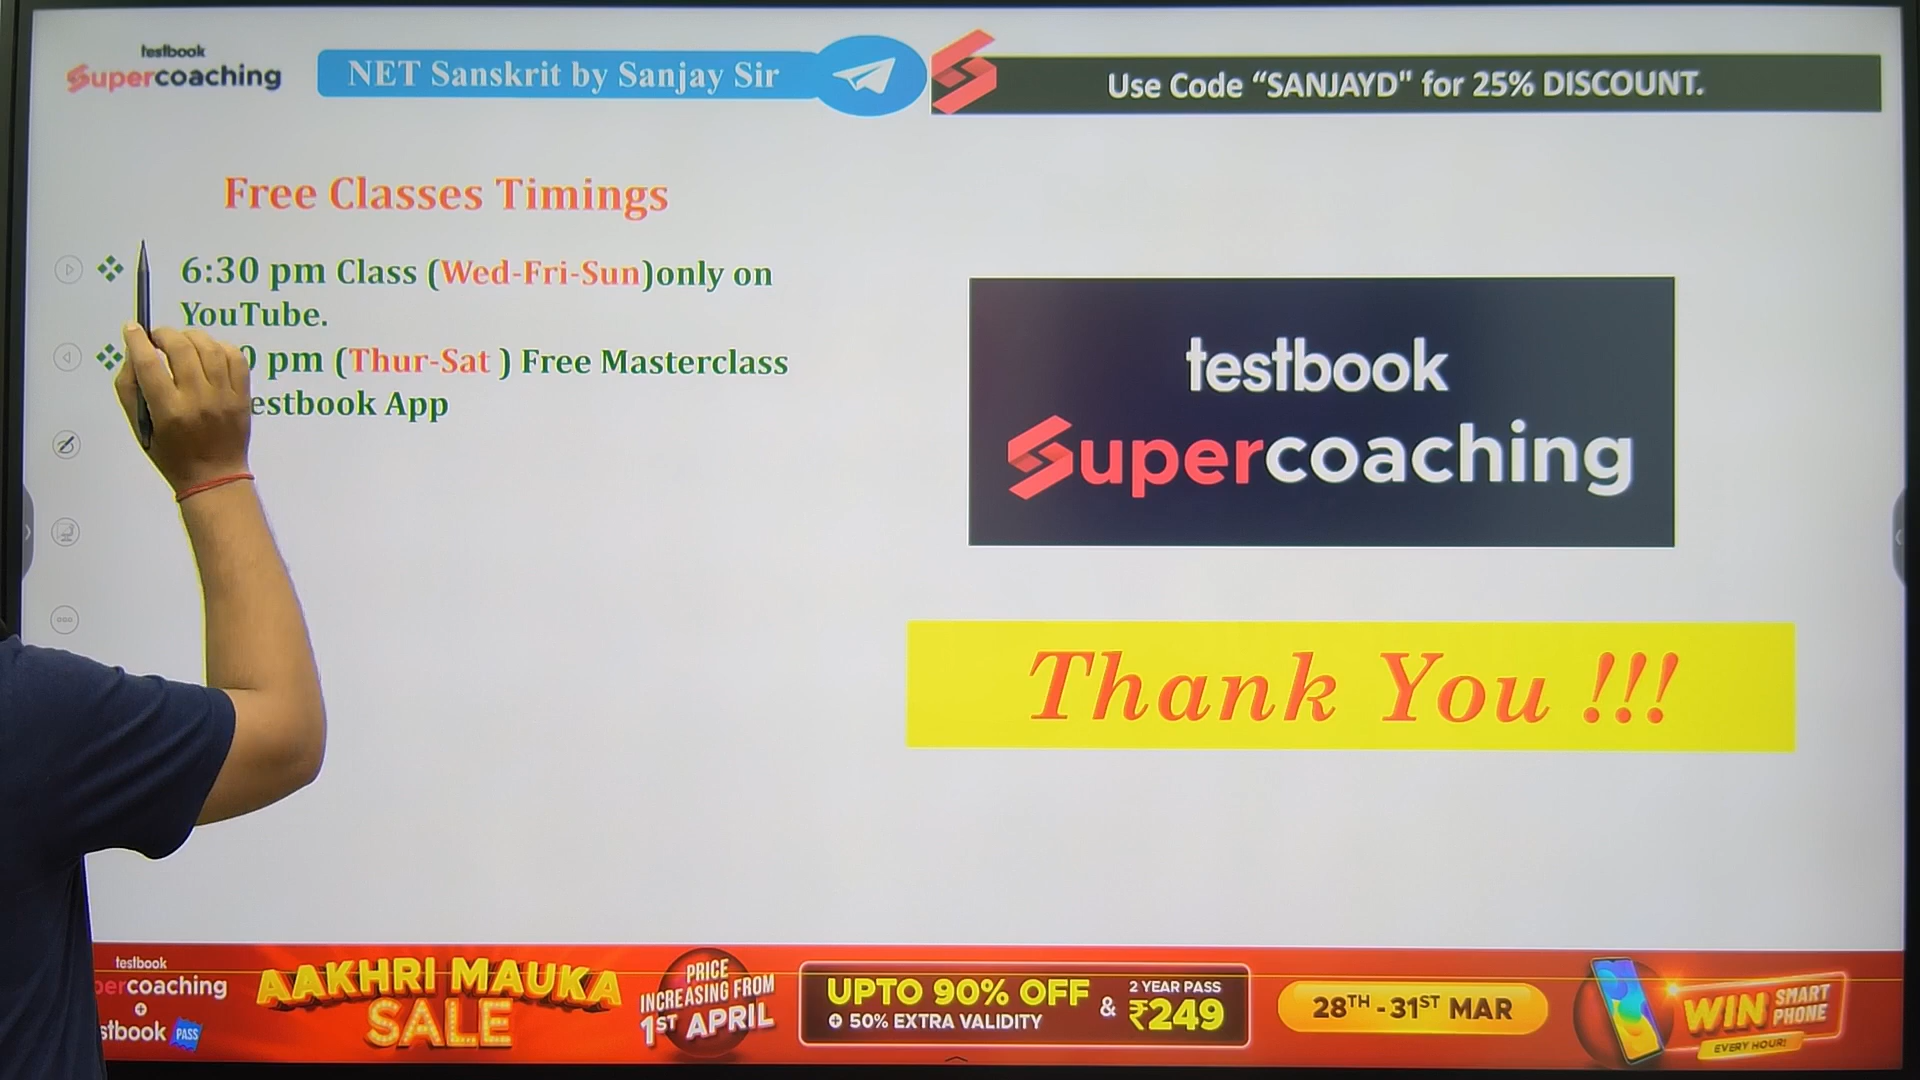 testbook
Supercoaching
NET Sanskrit by Sanjay Sir
Use Code “SANJAYD" for 25% DISCOUNT.
Free Classes Timings
6:30 pm Class (Wed-Fri-Sun)only on
YouTube.
pm (Thur-Sat ) Free Masterclass
App
testbook
Supercoaching
Thank You !!!
testbook
+
PASS
AAKHRI MAUKA
SALE
PRICE
INCREASING FROM
1ST APRIL
UPTO 90% OFF
+ 50% EXTRA VALIDITY
&
2 YEAR PASS
₹249
28TH - 31ST MAR
WIN SMART
PHONE
EVERY HOUR!